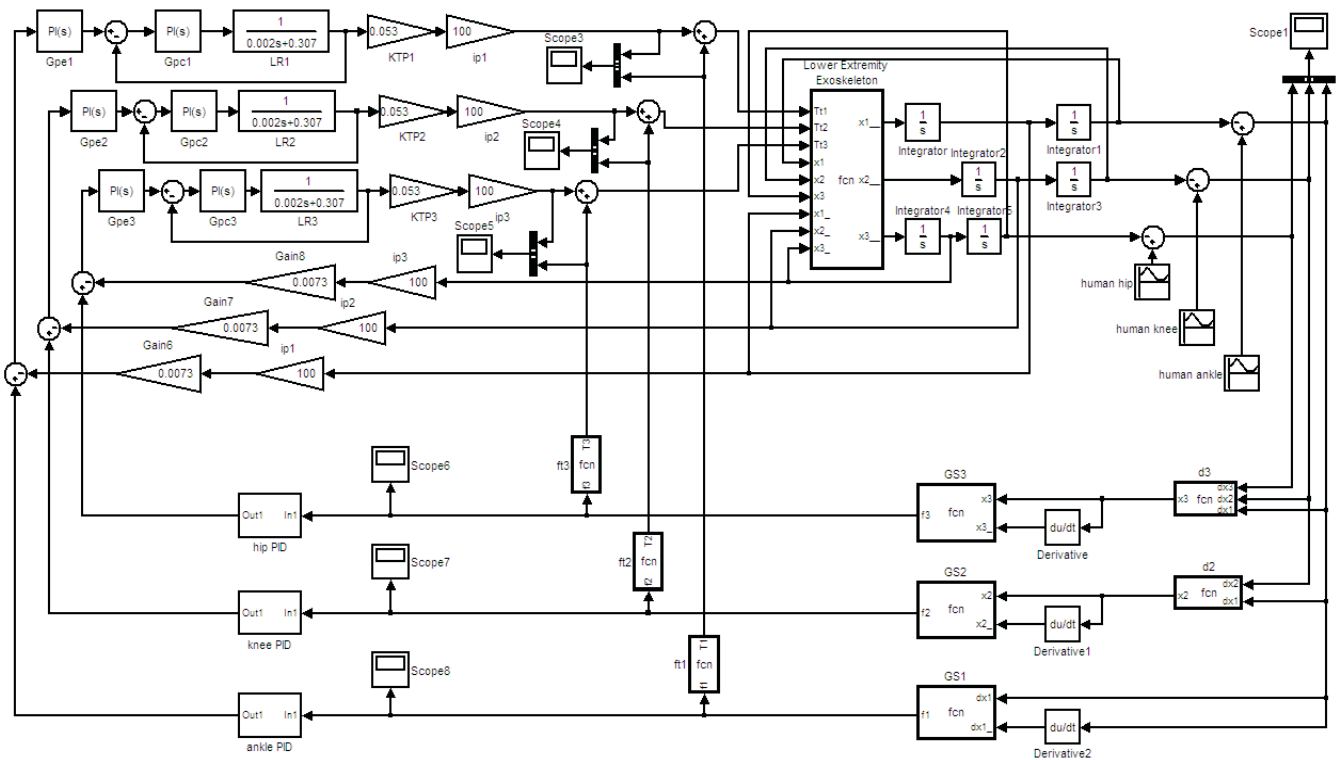 PI(s)
Gpe1
PI(s)
Gpc1
1
0.002s+0.307
LR1
0.053
KTP1
100
ip1
Scope3
Scope1
PI(s)
Gpe2
PI(s)
Gpc2
1
0.002s+0.307
LR2
0.053
KTP2
100
ip2
Scope4
PI(s)
Gpe3
PI(s)
Gpc3
1
0.002s+0.307
LR3
0.053
KTP3
100
ip3
Scope5
Lower Extremity
Exoskeleton
Tt1
Tt2
Tt3
x1
x2
x3
x1_
x2_
x3_
fcn
x1__
x2__
x3__
1
s
Integrator
1
s
Integrator1
1
s
Integrator2
1
s
Integrator3
1
s
Integrator4
1
s
Integrator5
human hip
human knee
human ankle
Gain8
0.0073
ip3
100
Gain7
0.0073
ip2
100
Gain6
0.0073
ip1
100
Scope6
Out1
In1
hip PID
ft3
T3
fcn
f3
GS3
x3
fcn
f3
x3_
du/dt
Derivative
d3
dx3
x3
fcn
dx2
dx1
Scope7
Out1
In1
knee PID
ft2
T2
fcn
f2
GS2
x2
fcn
f2
x2_
du/dt
Derivative1
d2
dx2
x2
fcn
dx1
Scope8
Out1
In1
ankle PID
ft1
T1
fcn
f1
GS1
dx1
fcn
f1
dx1_
du/dt
Derivative2